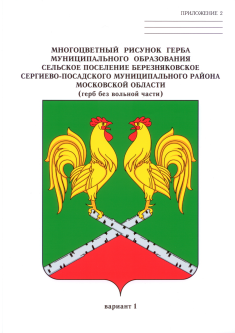 ПРИЛОЖЕНИЕ 2
МНОГОЦВЕТНЫЙ РИСУНОК ГЕРБА
МУНИЦИПАЛЬНОГО ОБРАЗОВАНИЯ
СЕЛЬСКОЕ ПОСЕЛЕНИЕ БЕРЕЗНЯКОВСКОЕ
СЕРГИЕВО-ПОСАДСКОГО МУНИЦИПАЛЬНОГО РАЙОНА
МОСКОВСКОЙ ОБЛАСТИ
(герб без вольной части)
вариант 1